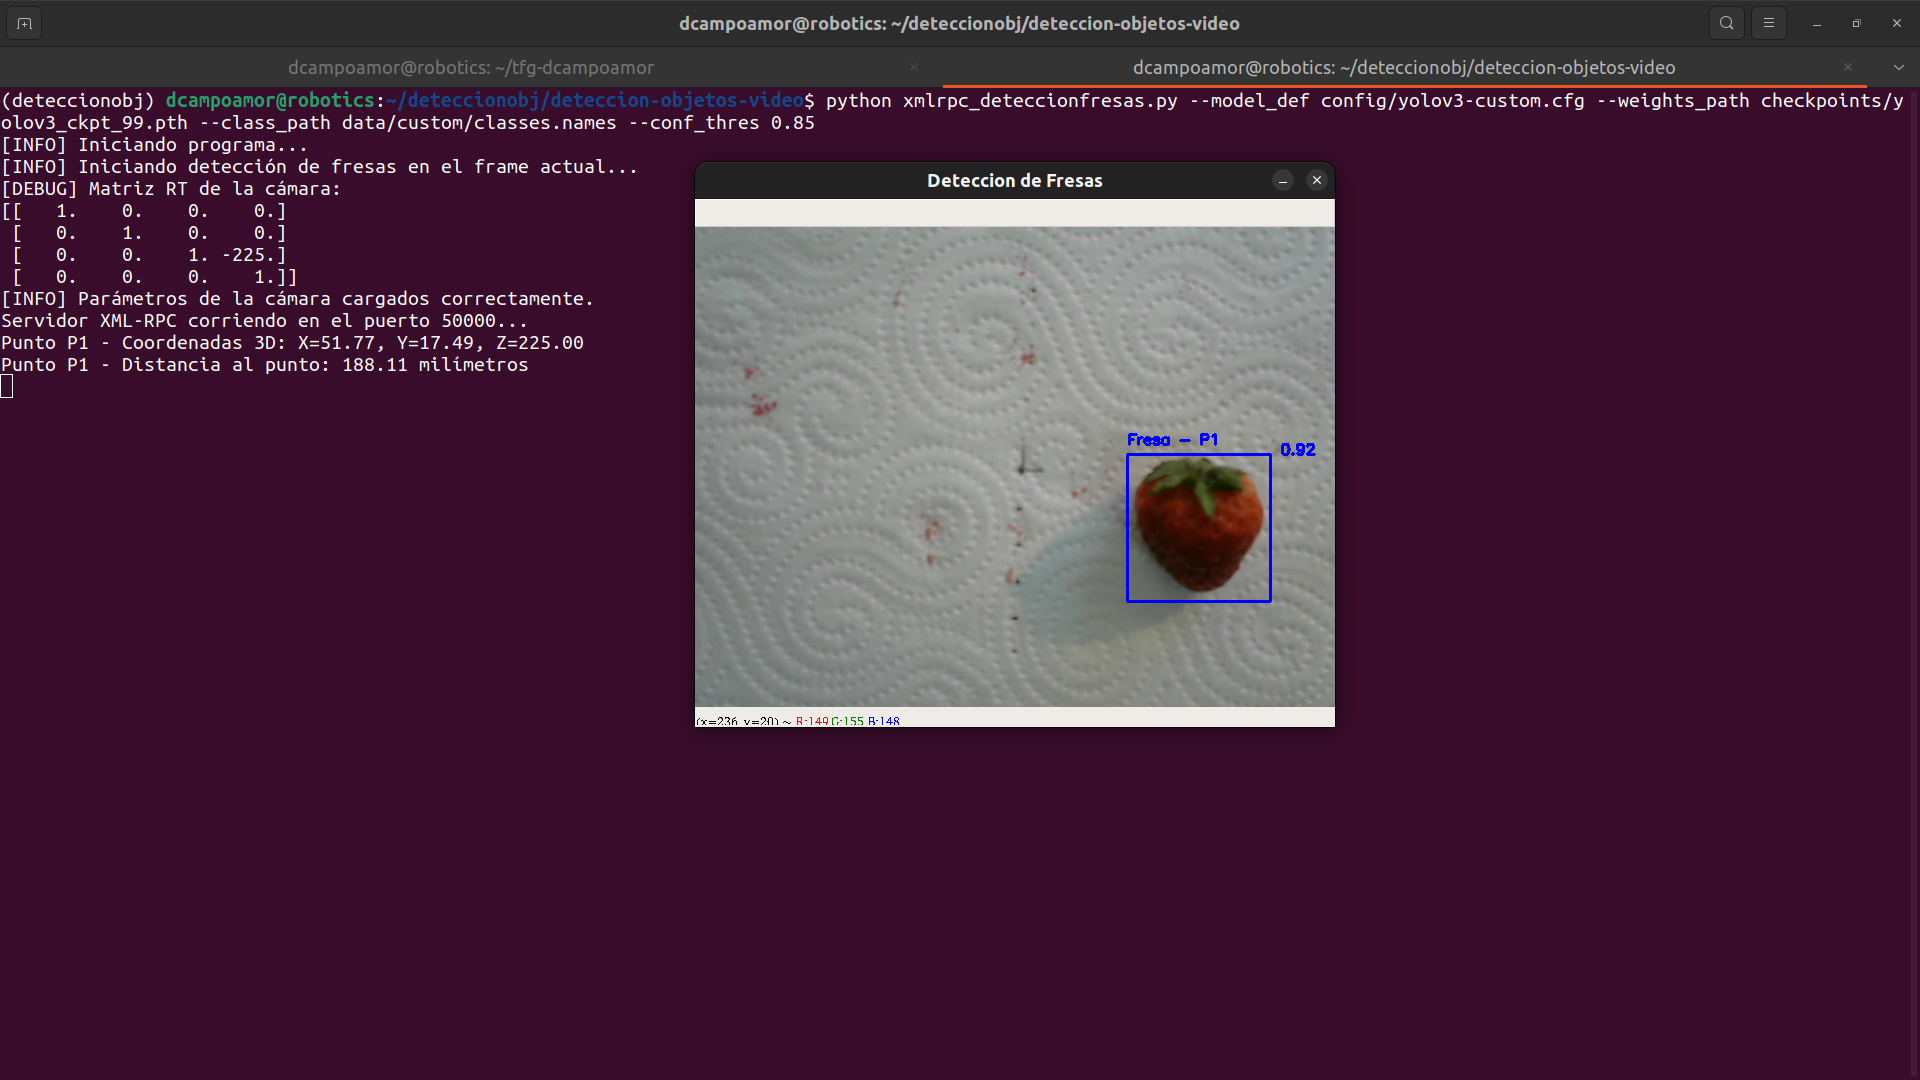 dcampoamor@robotics: ~/deteccionobj/deteccion-objetos-video
dcampoamor@robotics: ~/tfg-dcampoamor
dcampoamor@robotics: ~/deteccionobj/deteccion-objetos-video
(deteccionobj) dcampoamor@robotics:~/deteccionobj/deteccion-objetos-video$ python xmlrpc_deteccionfresas.py --model_def config/yolov3-custom.cfg --weights_path checkpoints/y
olov3_ckpt_99.pth --class_path data/custom/classes.names --conf_thres 0.85
[INFO] Iniciando programa...
[INFO] Iniciando detección de fresas en el frame actual...
[DEBUG] Matriz RT de la cámara:
[[   1.    0.    0.    0.]
 [   0.    1.    0.    0.]
 [   0.    0.    1. -225.]
 [   0.    0.    0.    1.]]
[INFO] Parámetros de la cámara cargados correctamente.
Servidor XML-RPC corriendo en el puerto 50000...
Punto P1 - Coordenadas 3D: X=51.77, Y=17.49, Z=225.00
Punto P1 - Distancia al punto: 188.11 milímetros
Deteccion de Fresas
Fresa - P1
0.92
(x=236, y=20) ~ R:149 G:155 B:148